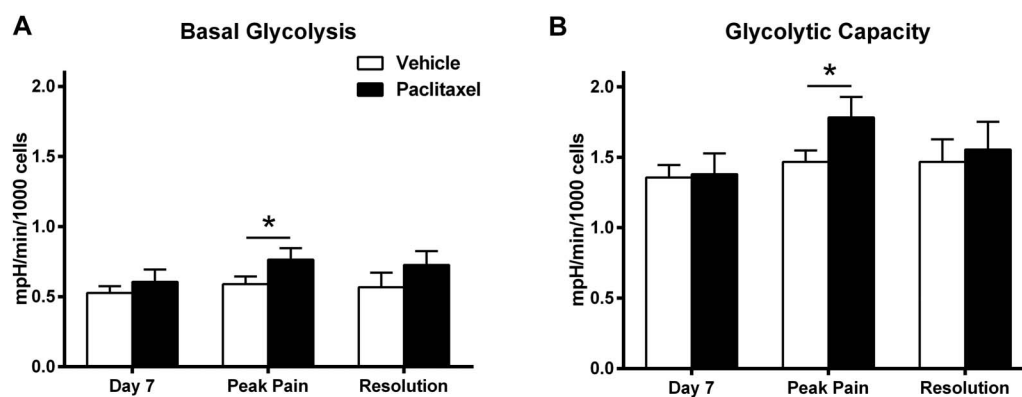 A
Basal Glycolysis
Vehicle
Paclitaxel
mpH/min/1000 cells
2.0
1.5
1.0
0.5
0.0
*
Day 7 Peak Pain Resolution
B
Glycolytic Capacity
mpH/min/1000 cells
2.0
1.5
1.0
0.5
0.0
*
Day 7 Peak Pain Resolution